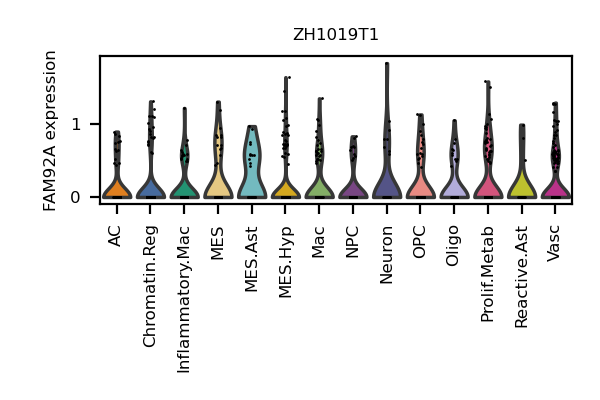 ZH1019T1
FAM92A expression
1
0
AC
Chromatin.Reg
Inflammatory.Mac
MES
MES.Ast
MES.Hyp
Mac
NPC
Neuron
OPC
Oligo
Prolif.Metab
Reactive.Ast
Vasc